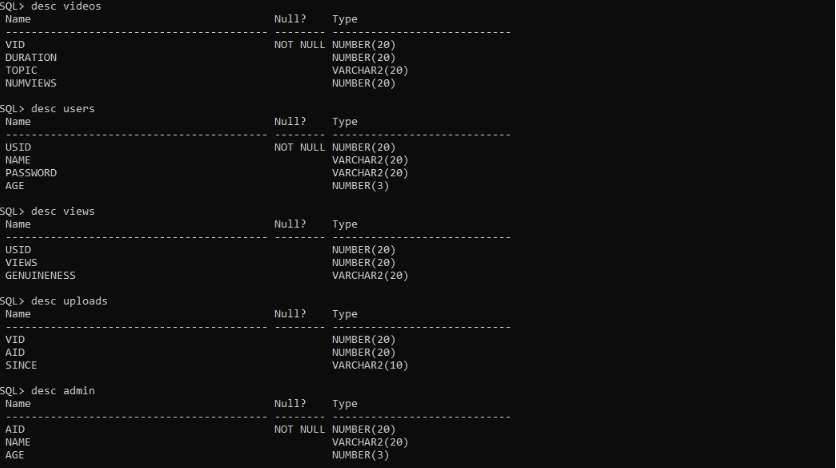 SQL> desc videos
Name Null? Type
----------------------------------------- -------- ----------------------------
VID NOT NULL NUMBER(20)
DURATION NUMBER(20)
TOPIC VARCHAR2(20)
NUMVIEWS NUMBER(20)
SQL> desc users
Name Null? Type
----------------------------------------- -------- ----------------------------
USID NOT NULL NUMBER(20)
NAME VARCHAR2(20)
PASSWORD VARCHAR2(20)
AGE NUMBER(3)
SQL> desc views
Name Null? Type
----------------------------------------- -------- ----------------------------
USID NUMBER(20)
VIEWS NUMBER(20)
GENUINENESS VARCHAR2(20)
SQL> desc uploads
Name Null? Type
----------------------------------------- -------- ----------------------------
VID NUMBER(20)
AID NUMBER(20)
SINCE VARCHAR2(10)
SQL> desc admin
Name Null? Type
----------------------------------------- -------- ----------------------------
AID NOT NULL NUMBER(20)
NAME VARCHAR2(20)
AGE NUMBER(3)